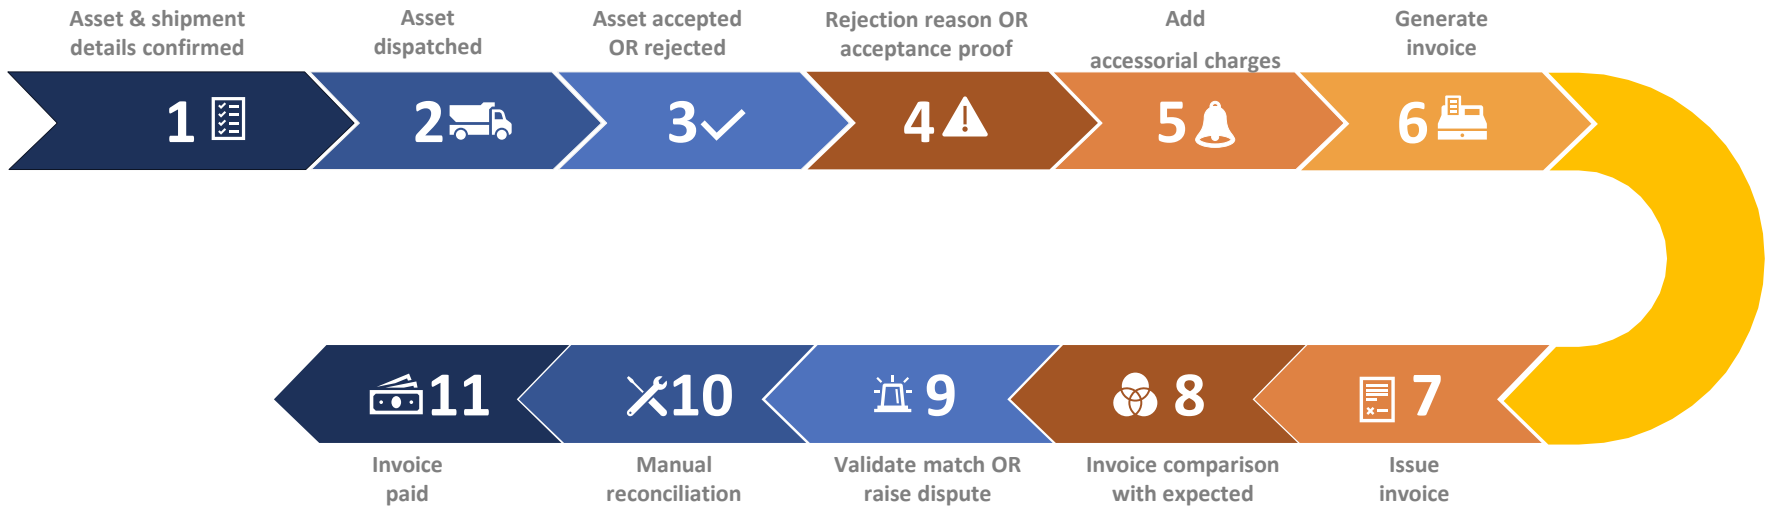 Asset & shipment
details confirmed
Asset
dispatched
Asset accepted
OR rejected
Rejection reason OR
acceptance proof
Add
accessorial charges
Generate
invoice
1
2
3
4
5
6
11
10
9
8
7
Invoice
paid
Manual
reconciliation
Validate match OR
raise dispute
Invoice comparison
with expected
Issue
invoice